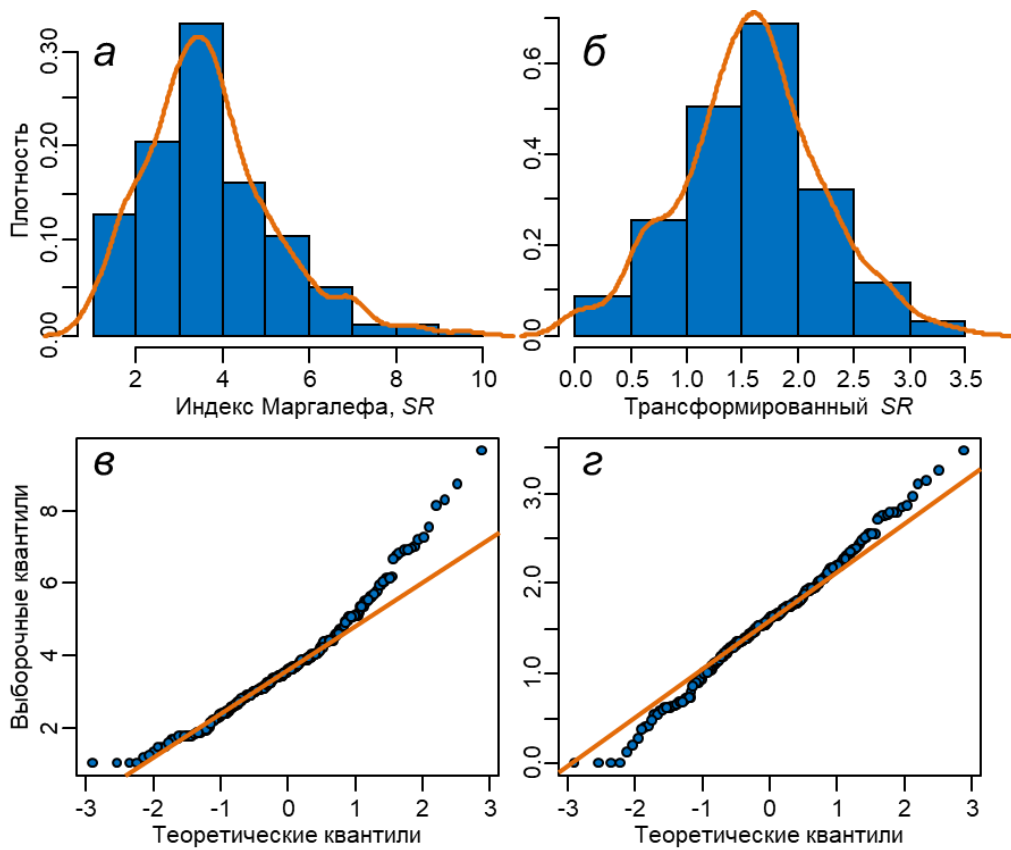 а
б
Плотность
0.00 0.10 0.20 0.30
0.0 0.2 0.4 0.6
2 4 6 8 10
0.0 0.5 1.0 1.5 2.0 2.5 3.0 3.5
Индекс Маргалефа, SR
Трансформированный SR
в
г
Выборочные квантили
2 4 6 8
0.0 1.0 2.0 3.0
-3 -2 -1 0 1 2 3
-3 -2 -1 0 1 2 3
Теоретические квантили
Теоретические квантили